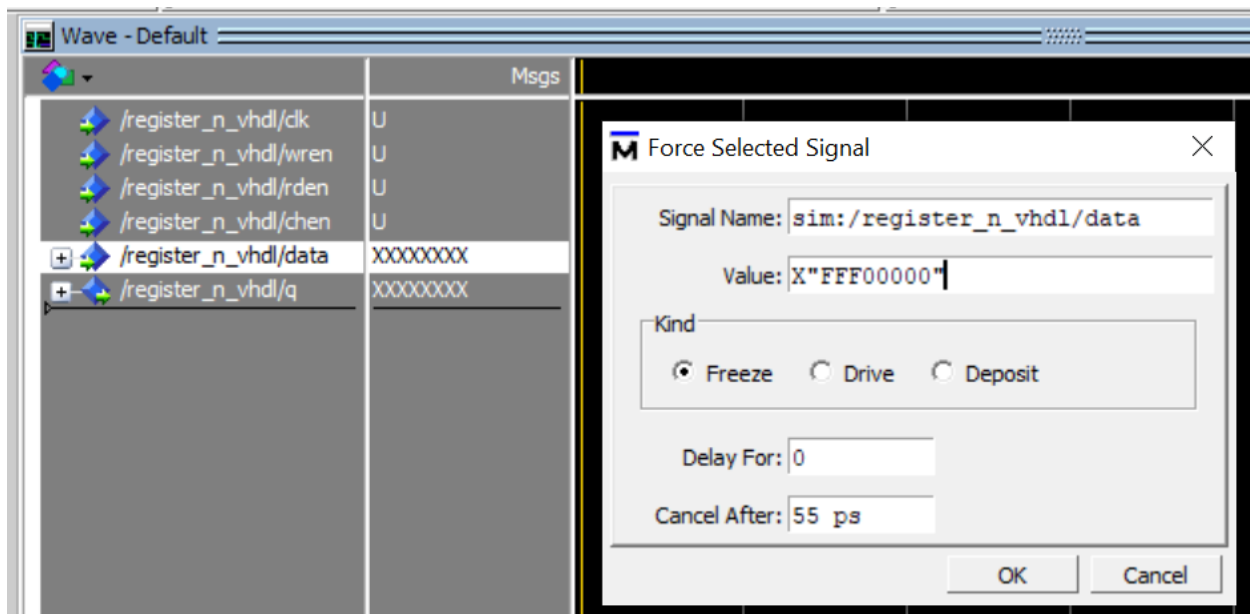 Wave - Default
Msgs
/register_n_vhdl/clk U
/register_n_vhdl/wren U
/register_n_vhdl/rden U
/register_n_vhdl/chen U
/register_n_vhdl/data XXXXXXXX
/register_n_vhdl/q XXXXXXXX
M Force Selected Signal
Signal Name: sim:/register_n_vhdl/data
Value: X"FFF00000"
Kind
Freeze Drive Deposit
Delay For: 0
Cancel After: 55 ps
OK Cancel